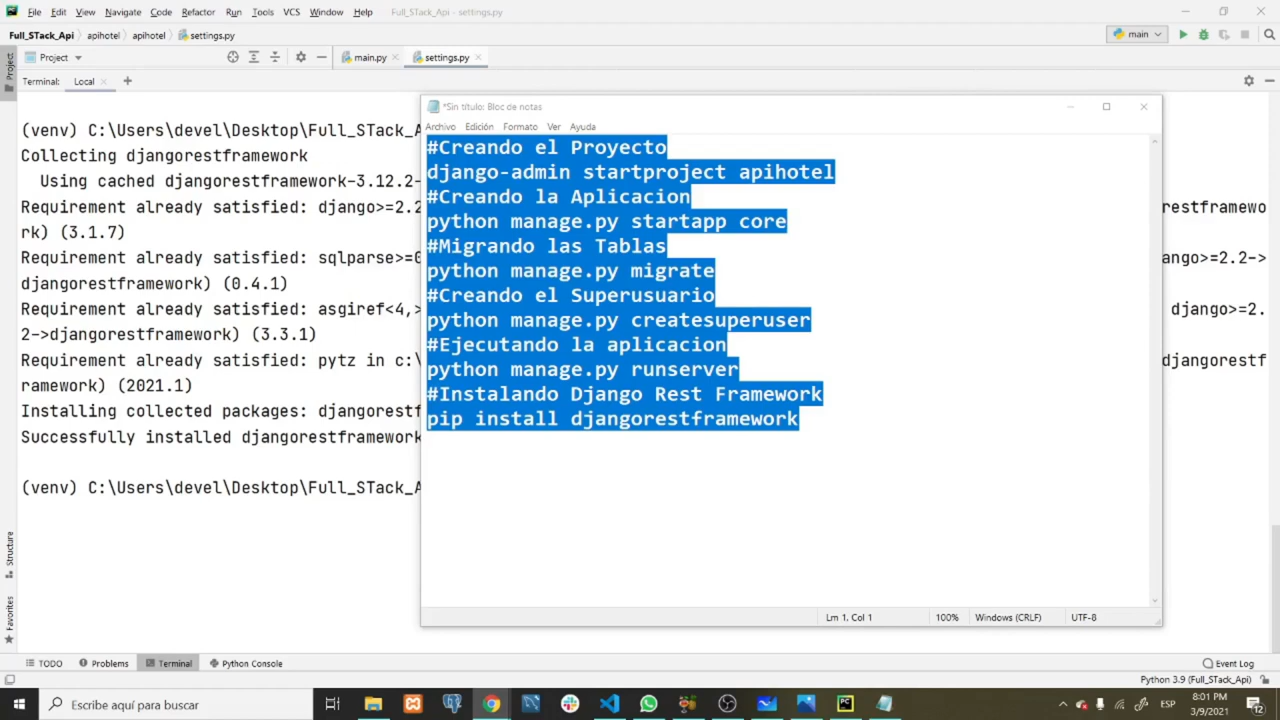 File Edit View Navigate Code Refactor Run Tools VCS Window Help Full_STack_Api - settings.py
Full_STack_Api apihotel apihotel settings.py main
Project main.py settings.py
Terminal: Local
(venv) C:\Users\devel\Desktop\Full_STack_A
Collecting djangorestframework
Using cached djangorestframework-3.12.2-
Requirement already satisfied: django>=2.2 restframewo
rk) (3.1.7)
Requirement already satisfied: sqlparse>=0 ango>=2.2->
djangorestframework) (0.4.1)
Requirement already satisfied: asgiref<4,> django>=2.
2->djangorestframework) (3.3.1)
Requirement already satisfied: pytz in c:\ djangorestf
ramework) (2021.1)
Installing collected packages: djangorestf
Successfully installed djangorestframework
(venv) C:\Users\devel\Desktop\Full_STack_A
*Sin título: Bloc de notas
Archivo Edición Formato Ver Ayuda
#Creando el Proyecto
django-admin startproject apihotel
#Creando la Aplicacion
python manage.py startapp core
#Migrando las Tablas
python manage.py migrate
#Creando el Superusuario
python manage.py createsuperuser
#Ejecutando la aplicacion
python manage.py runserver
#Instalando Django Rest Framework
pip install djangorestframework
Lm 1, Col 1 100% Windows (CRLF) UTF-8
Project
Structure
Favorites
TODO Problems Terminal Python Console Event Log
Python 3.9 (Full_STack_Api)
Escribe aquí para buscar ESP 8:01 PM
3/9/2021 12